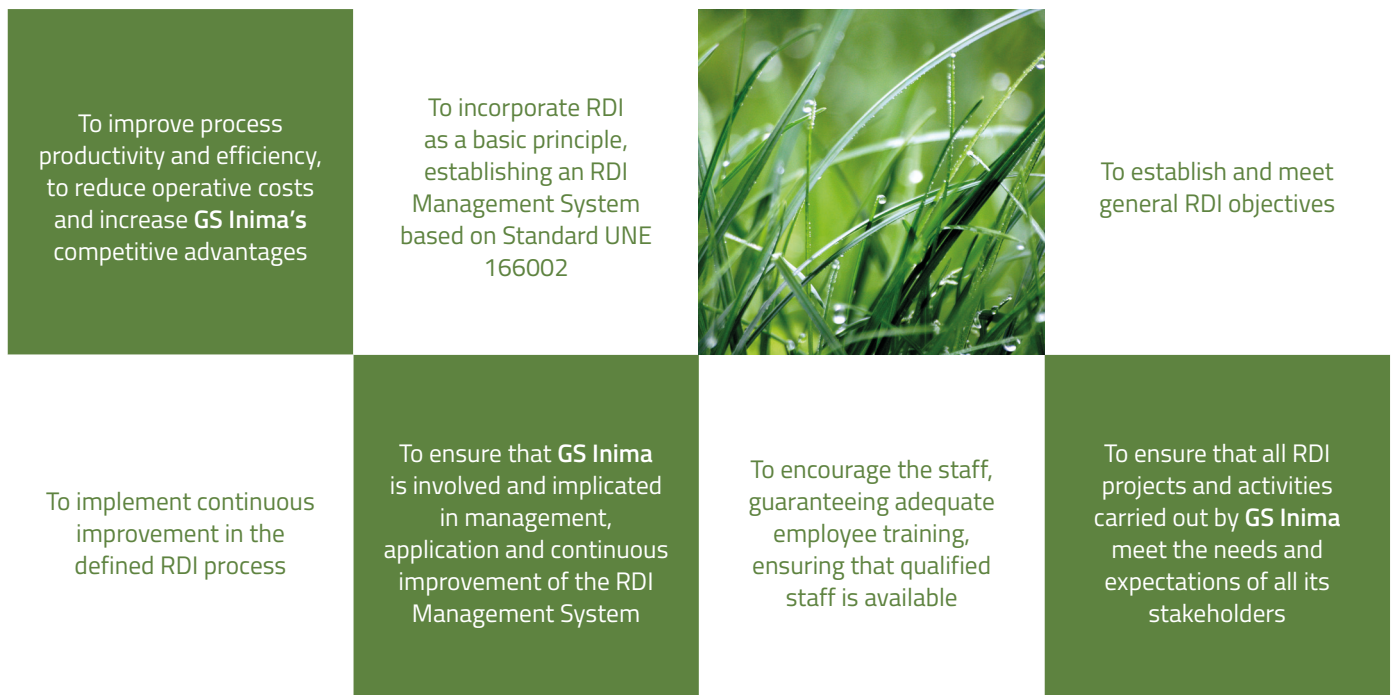 To improve process
productivity and efficiency,
to reduce operative costs
and increase GS Inima's
competitive advantages
To incorporate RDI
as a basic principle,
establishing an RDI
Management System
based on Standard UNE
166002
To establish and meet
general RDI objectives
To implement continuous
improvement in the
defined RDI process
To ensure that GS Inima
is involved and implicated
in management,
application and continuous
improvement of the RDI
Management System
To encourage the staff,
guaranteeing adequate
employee training,
ensuring that qualified
staff is available
To ensure that all RDI
projects and activities
carried out by GS Inima
meet the needs and
expectations of all its
stakeholders